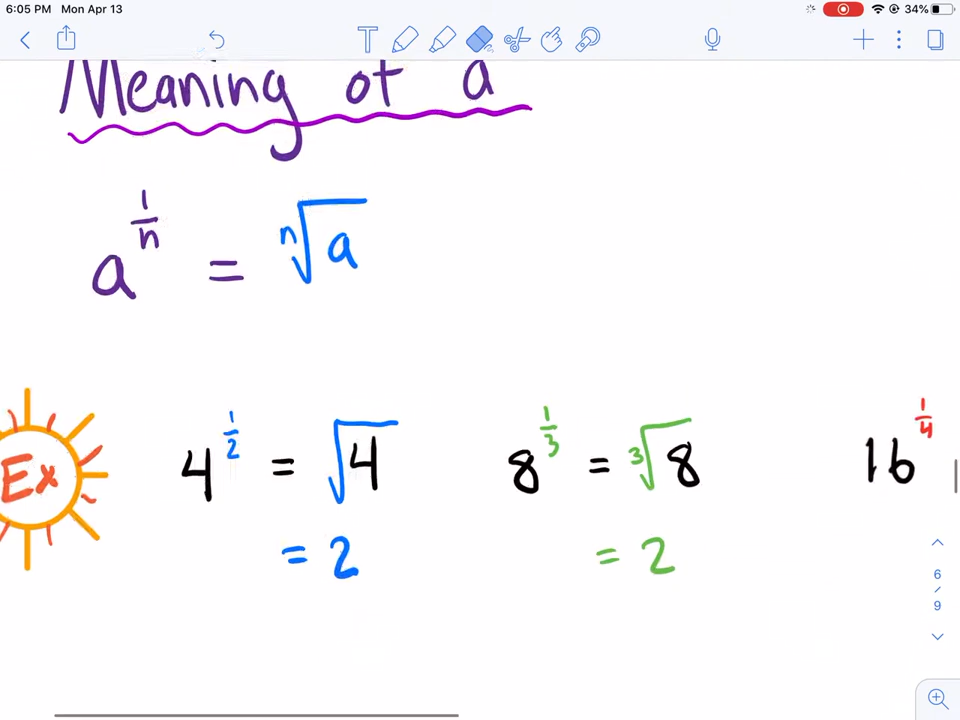 6:05 PM Mon Apr 13 34%
Meaning of a
a^(1/n) = ⁿ√a
Ex
4^(1/2) = √4
= 2
8^(1/3) = ³√8
= 2
16^(1/4)
6
/
9